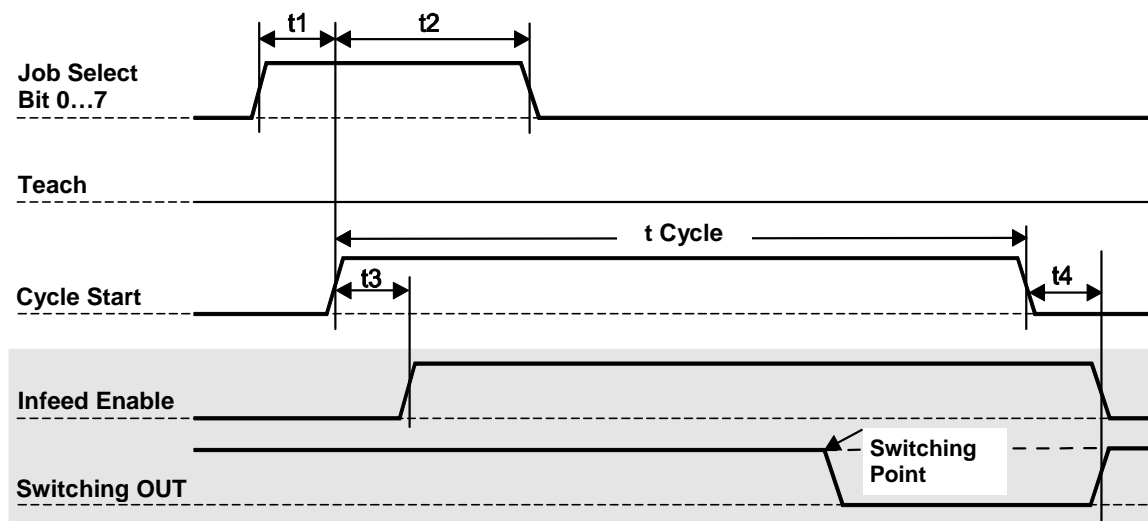 t1
t2
Job Select
Bit 0…7
Teach
t Cycle
t3
Cycle Start
t4
Infeed Enable
Switching
Point
Switching OUT